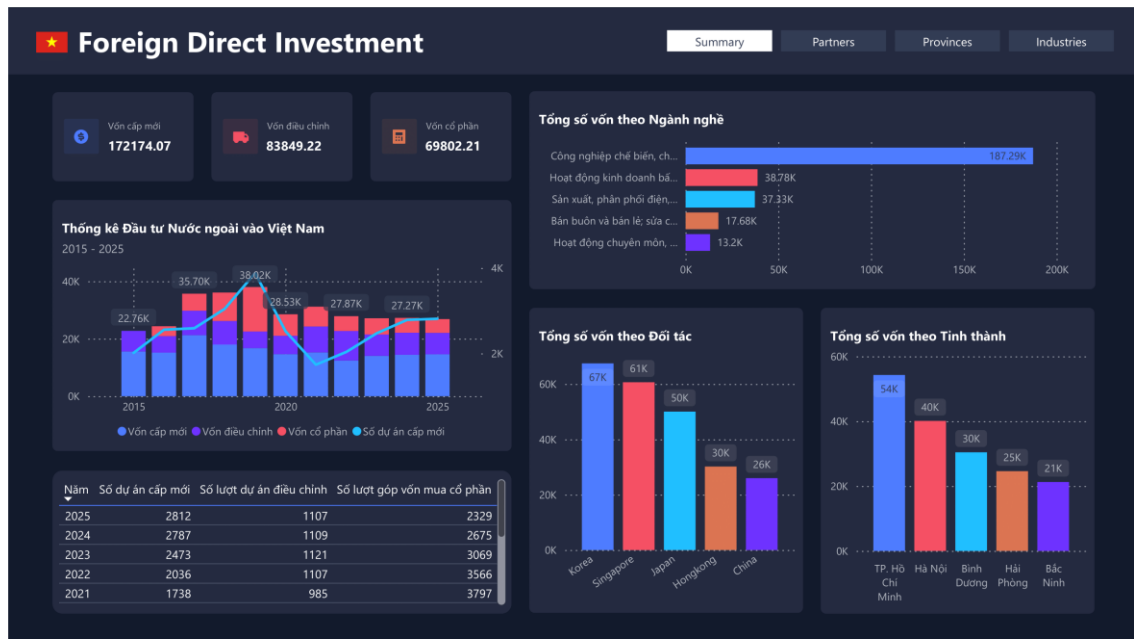 Foreign Direct Investment
Summary
Partners
Provinces
Industries
Vốn cấp mới
172174.07
Vốn điều chỉnh
83849.22
Vốn cổ phần
69802.21
Thống kê Đầu tư Nước ngoài vào Việt Nam
2015 - 2025
40K
20K
0K
4K
2K
22.76K
35.70K
38.02K
28.53K
27.87K
27.27K
2015
2020
2025
Vốn cấp mới
Vốn điều chỉnh
Vốn cổ phần
Số dự án cấp mới
Năm Số dự án cấp mới Số lượt dự án điều chỉnh Số lượt góp vốn mua cổ phần
2025 2812 1107 2329
2024 2787 1109 2675
2023 2473 1121 3069
2022 2036 1107 3566
2021 1738 985 3797
Tổng số vốn theo Ngành nghề
Công nghiệp chế biến, ch... 187.29K
Hoạt động kinh doanh bấ... 38.78K
Sản xuất, phân phối điện,... 37.33K
Bán buôn và bán lẻ; sửa c... 17.68K
Hoạt động chuyên môn, ... 13.2K
0K 50K 100K 150K 200K
Tổng số vốn theo Đối tác
60K
40K
20K
0K
67K
61K
50K
30K
26K
Korea
Singapore
Japan
Hongkong
China
Tổng số vốn theo Tỉnh thành
60K
40K
20K
0K
54K
40K
30K
25K
21K
TP. Hồ
Chí
Minh
Hà Nội
Bình
Dương
Hải
Phòng
Bắc
Ninh